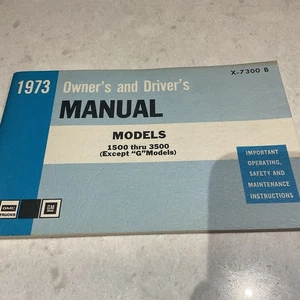 X-7300 B
1973 Owner's and Driver's
MANUAL
MODELS
1500 thru 3500
(Except "G" Models)
IMPORTANT
OPERATING,
SAFETY AND
MAINTENANCE
INSTRUCTIONS
GMC
TRUCKS
GM